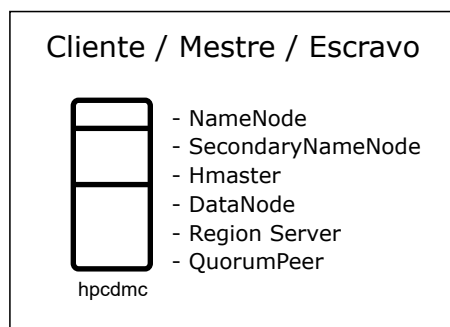 Cliente / Mestre / Escravo
- NameNode
- SecondaryNameNode
- Hmaster
- DataNode
- Region Server
- QuorumPeer
hpcdmc